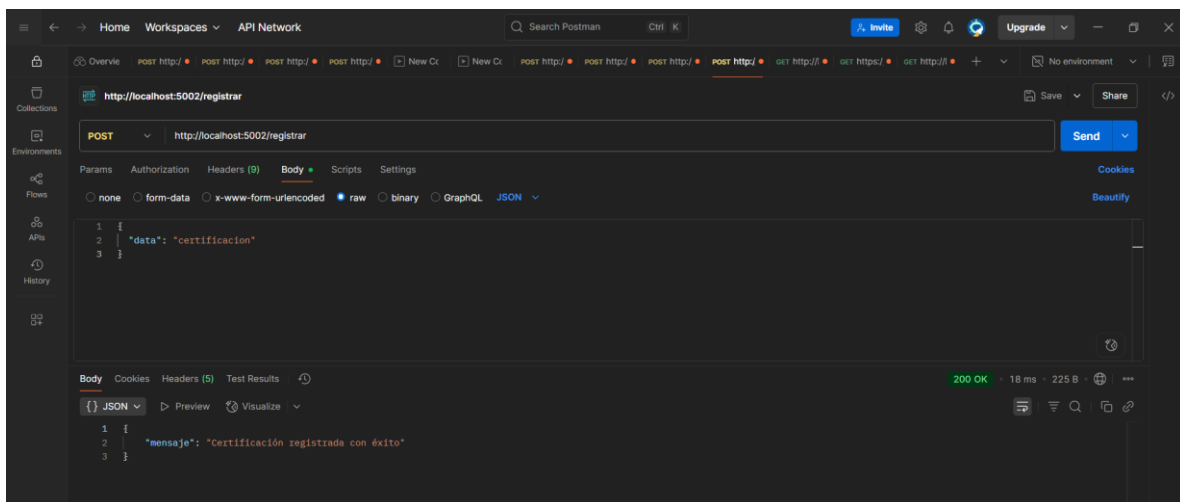 Home Workspaces API Network Search Postman Ctrl K Invite Upgrade
Overvie POST http:/ POST http:/ POST http:/ POST http:/ New Cc New Cc POST http:/ POST http:/ POST http:/ POST http:/ GET http://l GET https:/ GET http://l No environment
http://localhost:5002/registrar Save Share
Collections
POST http://localhost:5002/registrar Send
Environments
Params Authorization Headers (9) Body Scripts Settings Cookies
Flows
none form-data x-www-form-urlencoded raw binary GraphQL JSON Beautify
APIs
History
1 {
2 "data": "certificacion"
3 }
Body Cookies Headers (5) Test Results 200 OK 18 ms 225 B
{} JSON Preview Visualize
1 {
2 "mensaje": "Certificación registrada con éxito"
3 }